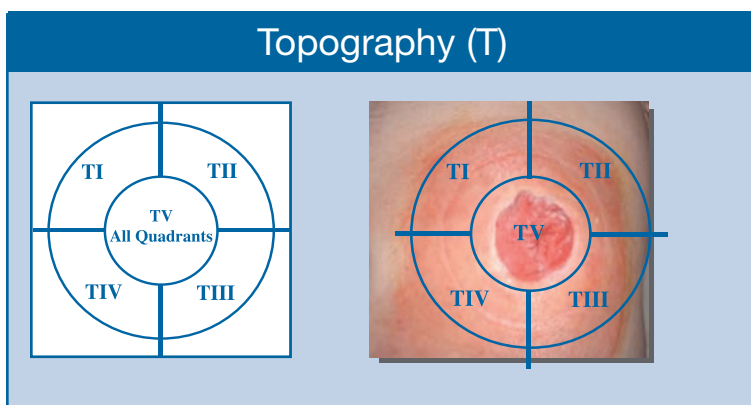 Topography (T)
TI
TII
TV
All Quadrants
TIV
TIII
TI
TII
TV
TIV
TIII